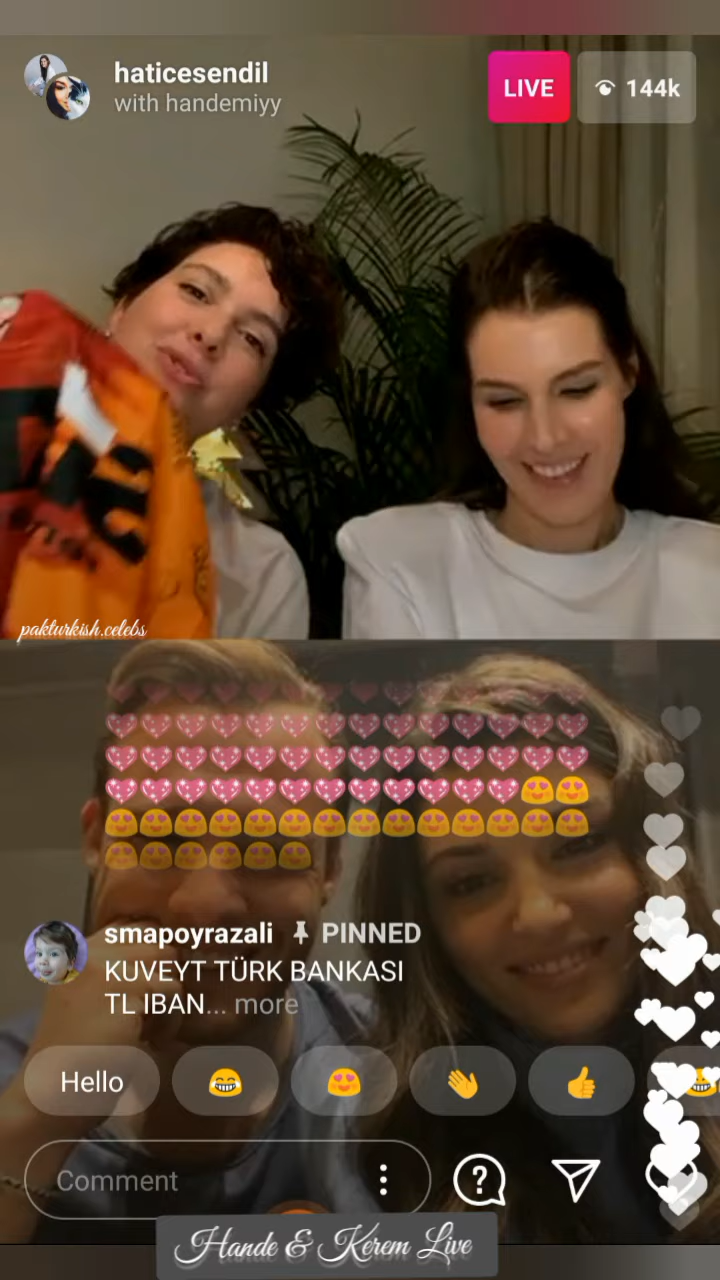 haticesendil
LIVE
144k
with handemiyy
pakturkish.celebs
smapoyrazali PINNED
KUVEYT TÜRK BANKASI
TL IBAN... more
Hello
Comment
Hande & Kerem Live